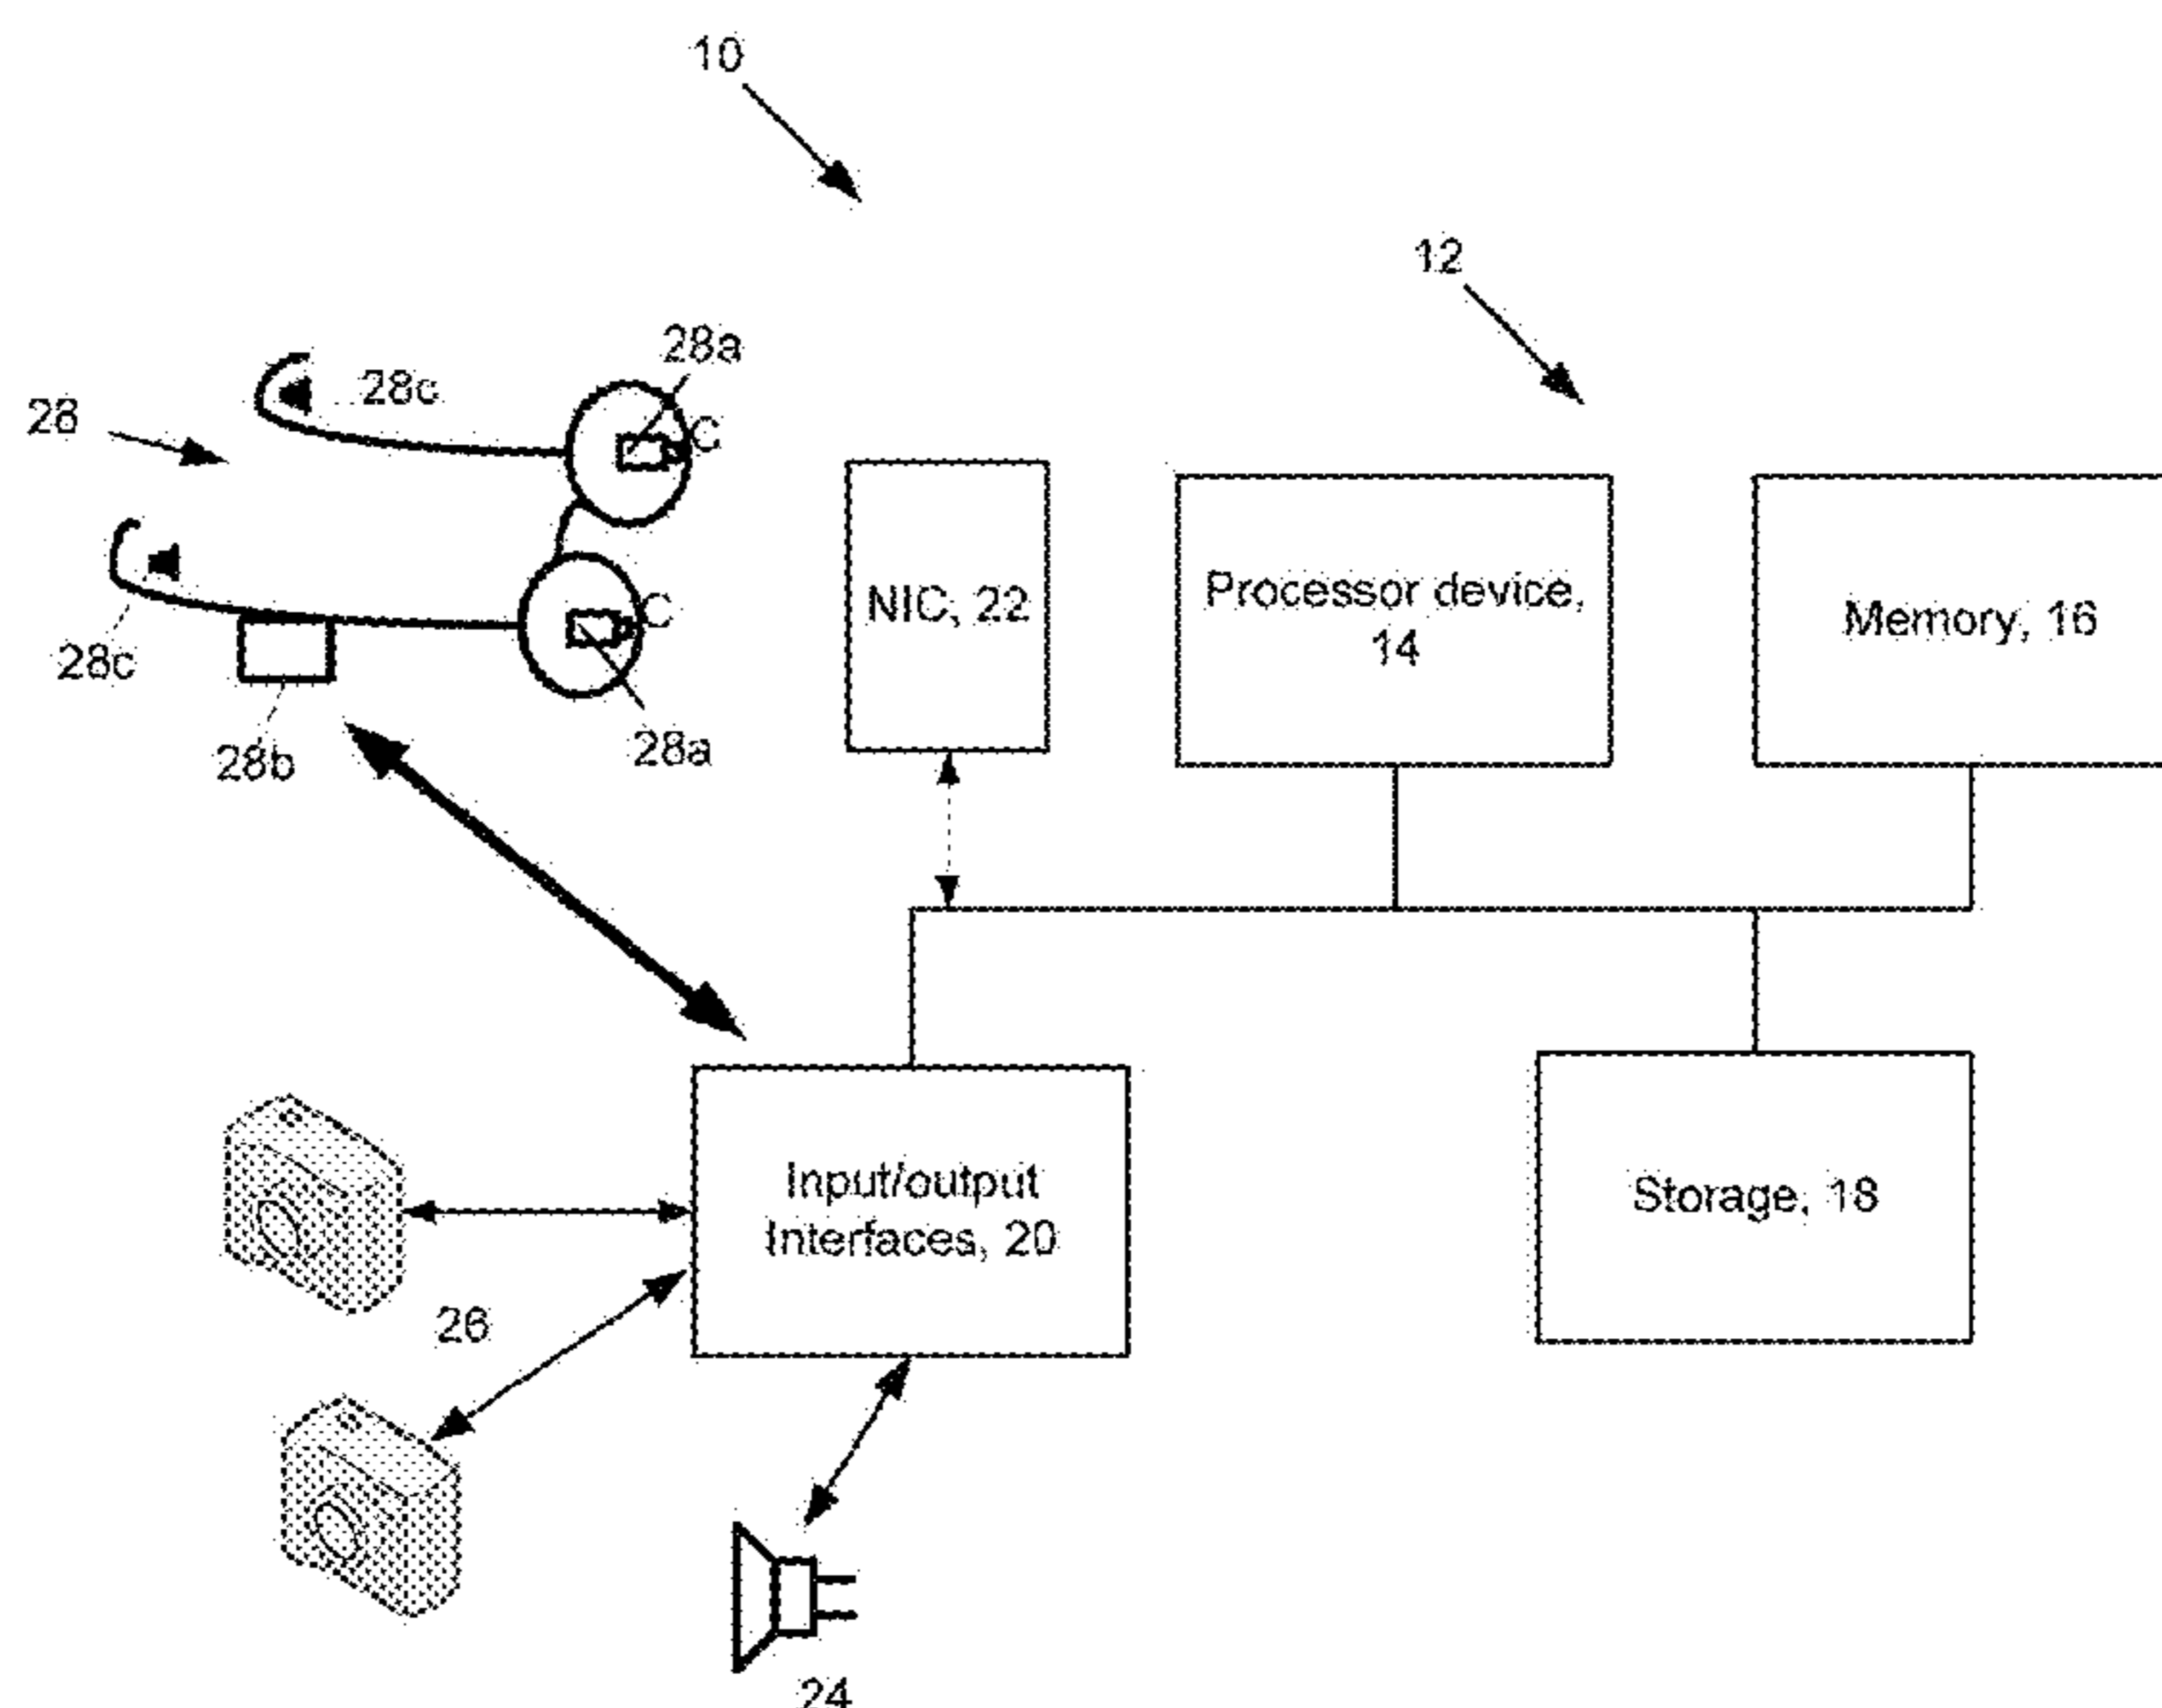 10
12
28a
28c
28
C
NIC, 22
Processor device,
14
Memory, 16
C
28c
28b
28a
Input/output
Interfaces, 20
Storage, 18
26
24